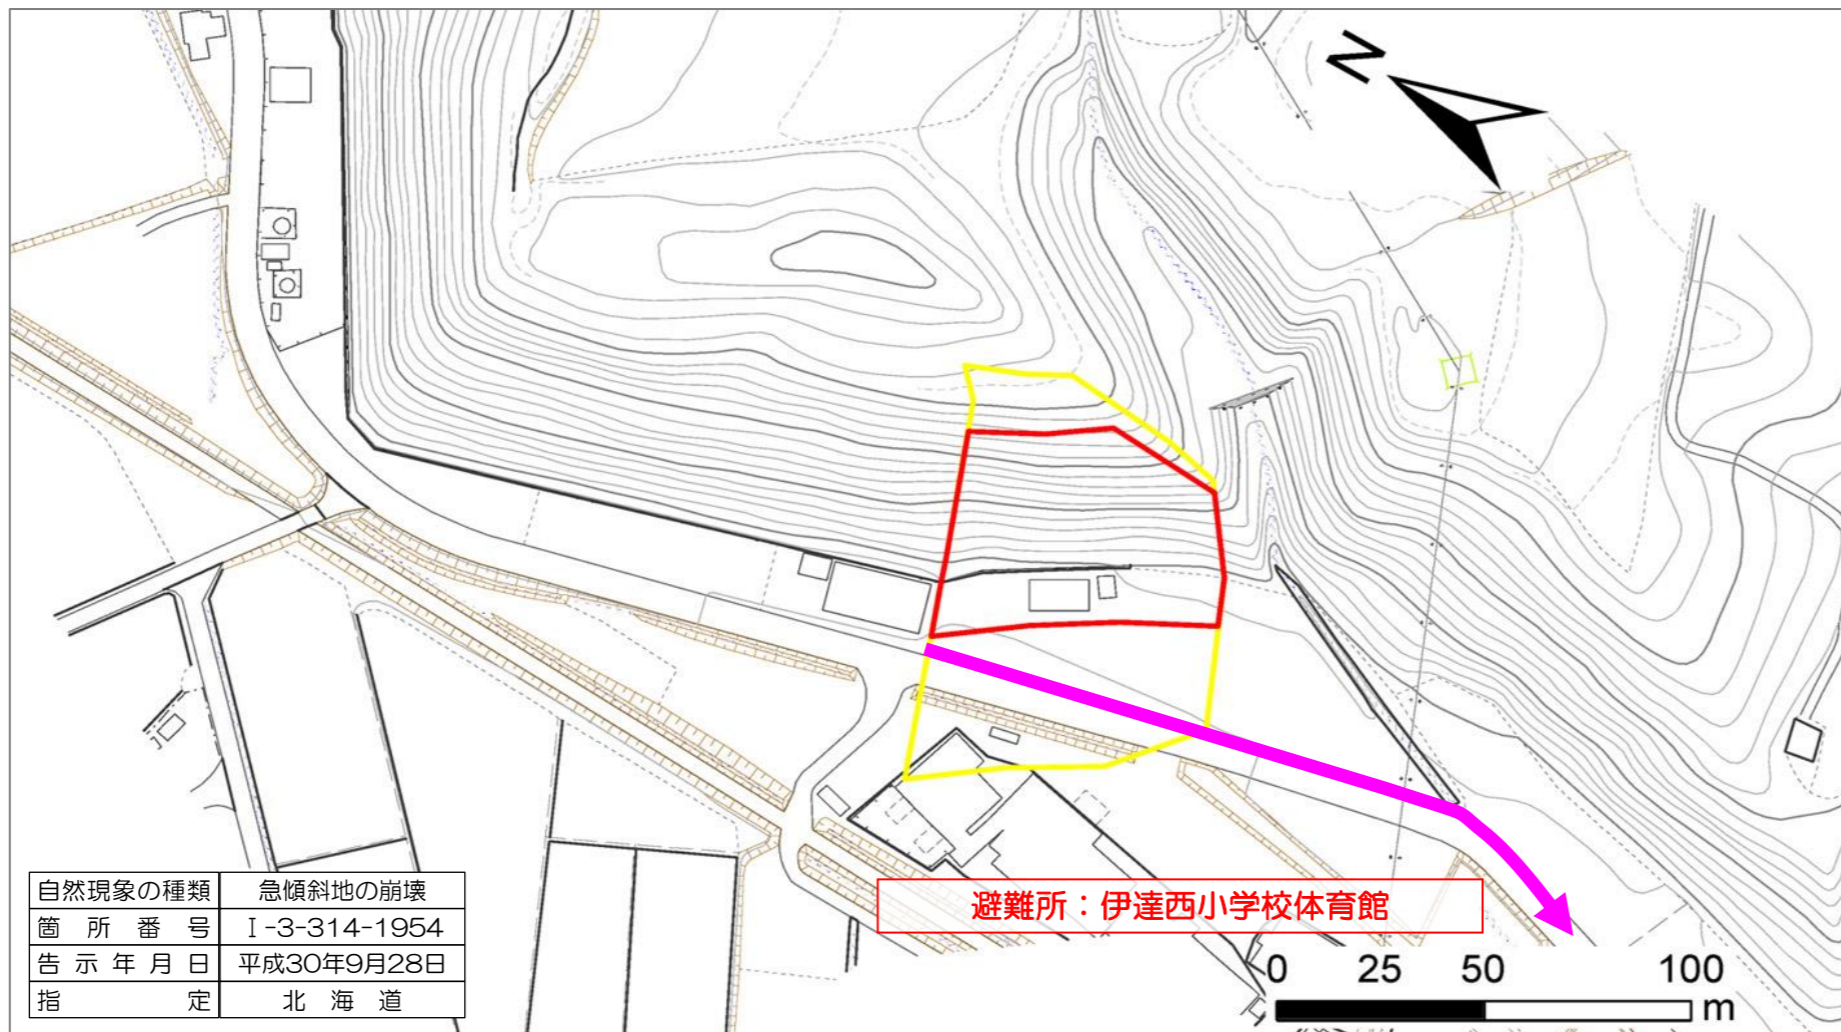 N
自然現象の種類 急傾斜地の崩壊
箇所番号 Ⅰ-3-314-1954
告示年月日 平成30年9月28日
指定 北海道
避難所：伊達西小学校体育館
0 25 50 100
m